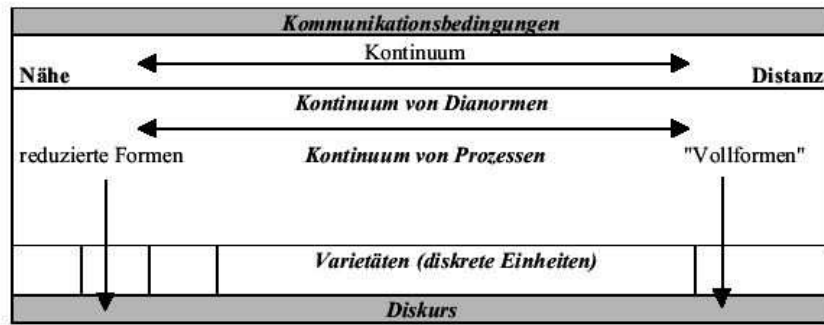 Kommunikationsbedingungen
Kontinuum
Nähe Distanz
Kontinuum von Dianormen
reduzierte Formen Kontinuum von Prozessen "Vollformen"
Varietäten (diskrete Einheiten)
Diskurs